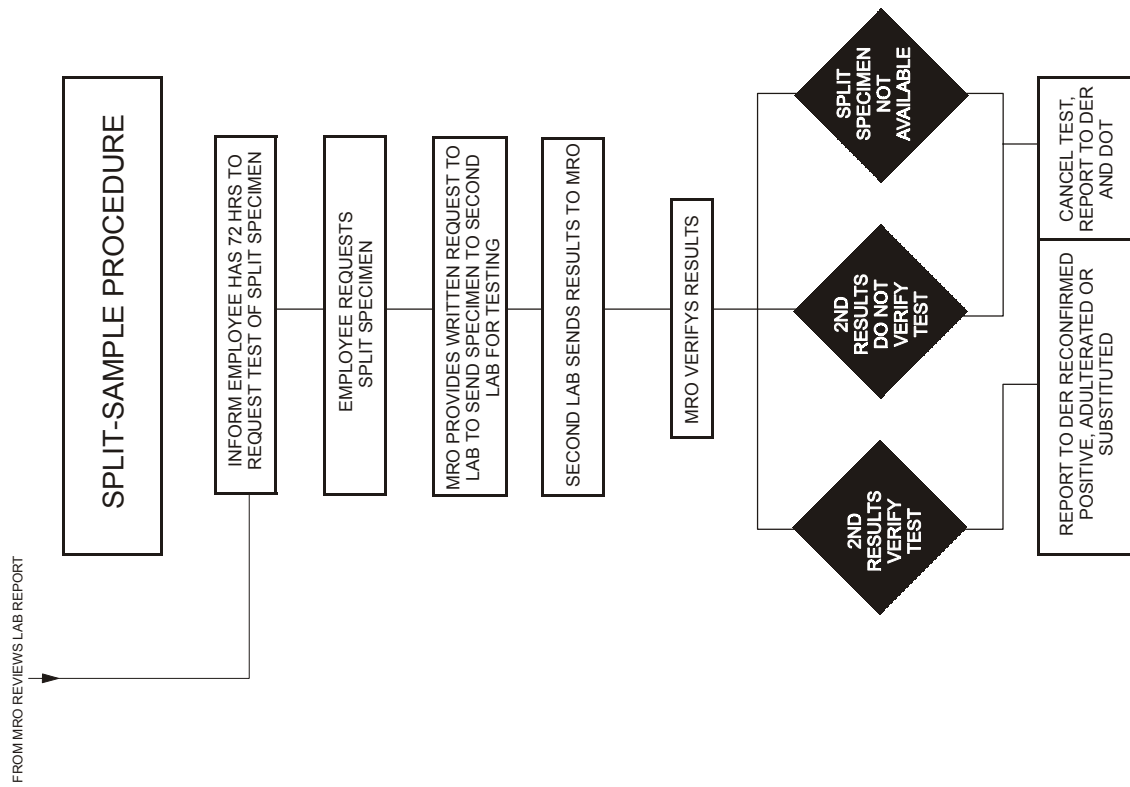 FROM MRO REVIEWS LAB REPORT
SPLIT-SAMPLE PROCEDURE
INFORM EMPLOYEE HAS 72 HRS TO
REQUEST TEST OF SPLIT SPECIMEN
EMPLOYEE REQUESTS
SPLIT SPECIMEN
MRO PROVIDES WRITTEN REQUEST TO
LAB TO SEND SPECIMEN TO SECOND
LAB FOR TESTING
SECOND LAB SENDS RESULTS TO MRO
MRO VERIFYS RESULTS
2ND
RESULTS
VERIFY
TEST
2ND
RESULTS
DO NOT
VERIFY
TEST
SPLIT
SPECIMEN
NOT
AVAILABLE
REPORT TO DER RECONFIRMED
POSITIVE, ADULTERATED OR
SUBSTITUTED
CANCEL TEST,
REPORT TO DER
AND DOT